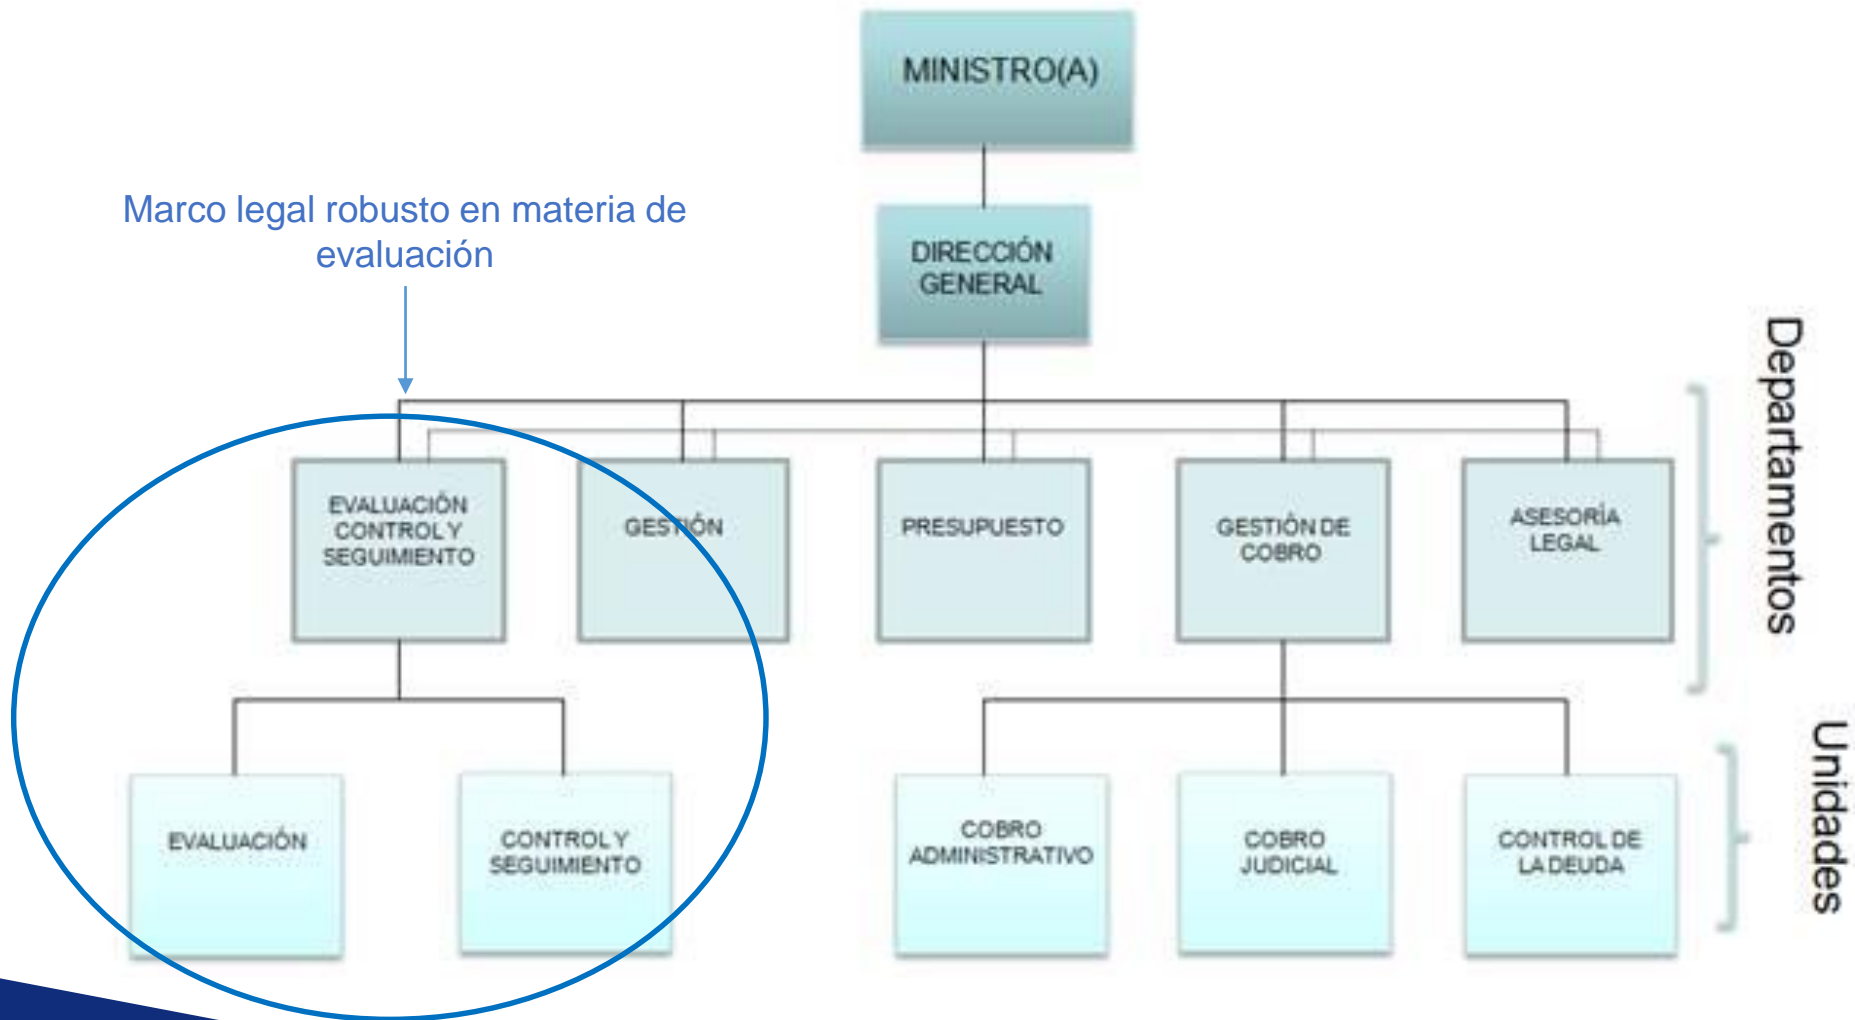 MINISTRO(A)
Marco legal robusto en materia de
evaluación
DIRECCIÓN
GENERAL
Departamentos
EVALUACIÓN
CONTROL Y
SEGUIMIENTO
GESTIÓN
PRESUPUESTO
GESTIÓN DE
COBRO
ASESORÍA
LEGAL
Unidades
EVALUACIÓN
CONTROL Y
SEGUIMIENTO
COBRO
ADMINISTRATIVO
COBRO
JUDICIAL
CONTROL DE
LA DEUDA